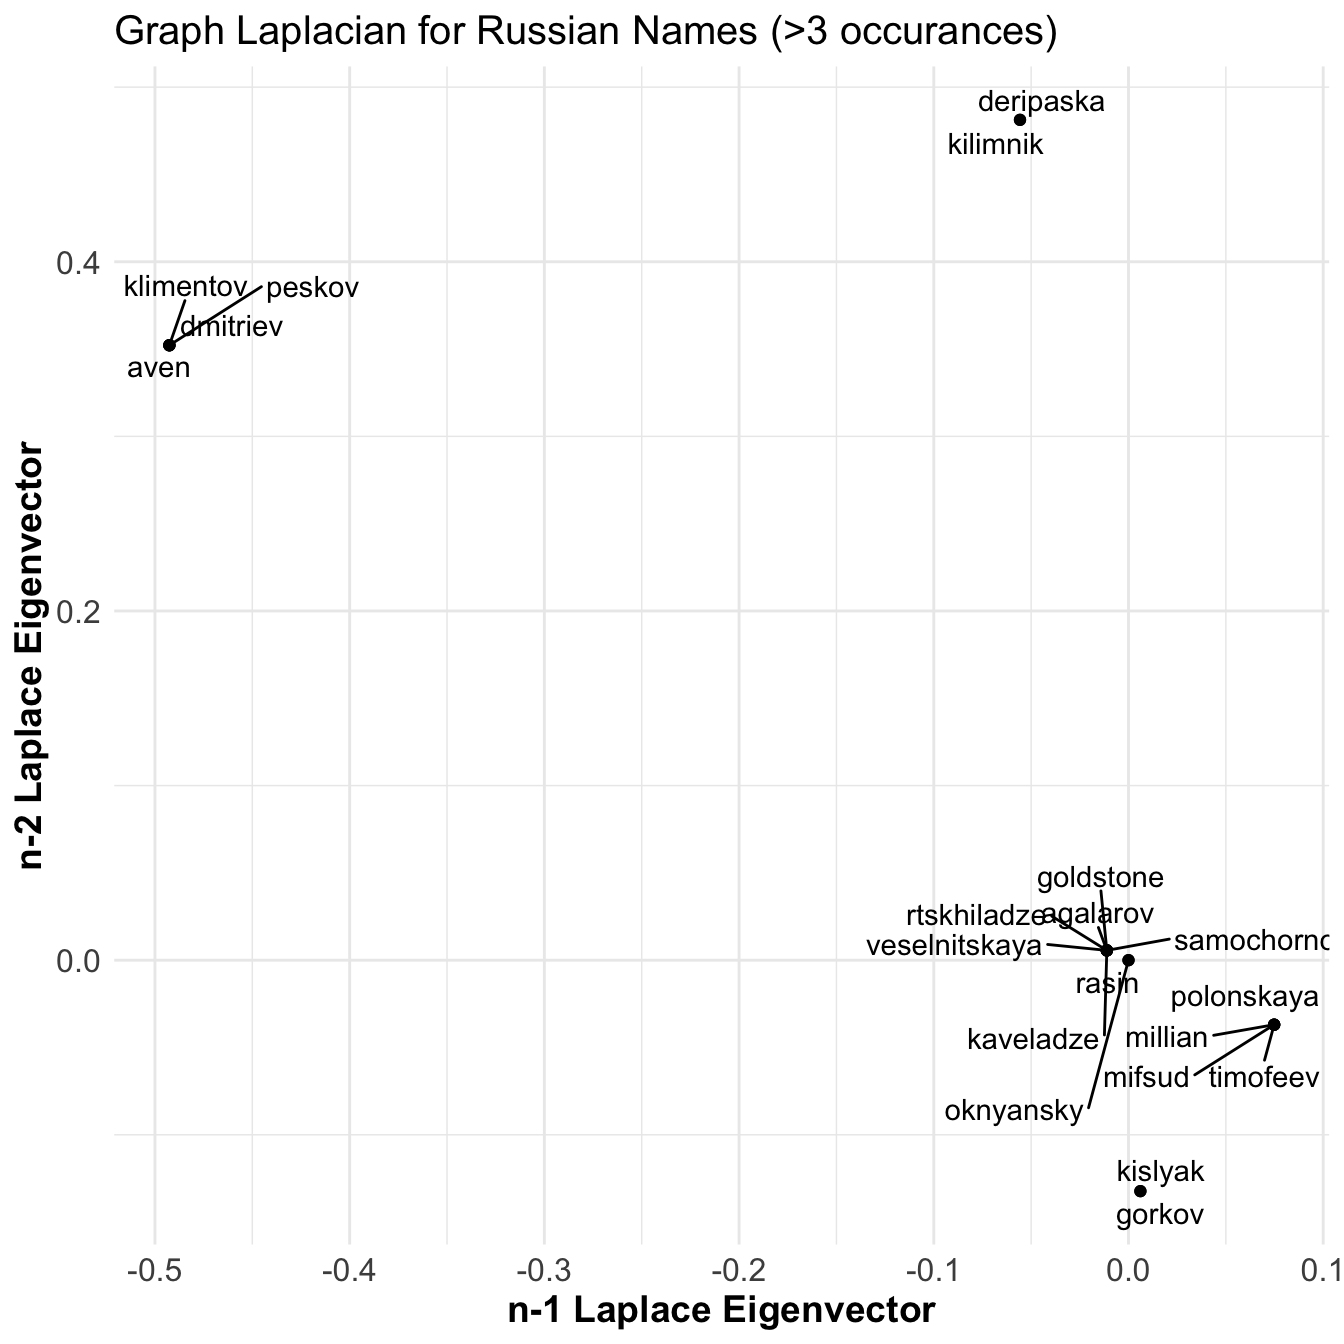 Graph Laplacian for Russian Names (>3 occurances)
deripaska
kilimnik
0.4
klimentov
peskov
dmitriev
aven
n-2 Laplace Eigenvector
0.2
goldstone
rtskhiladze
agalarov
veselnitskaya
samochorno
0.0
rasin
polonskaya
kaveladze
millian
mifsud
timofeev
oknyansky
kislyak
gorkov
-0.5 -0.4 -0.3 -0.2 -0.1 0.0 0.1
n-1 Laplace Eigenvector